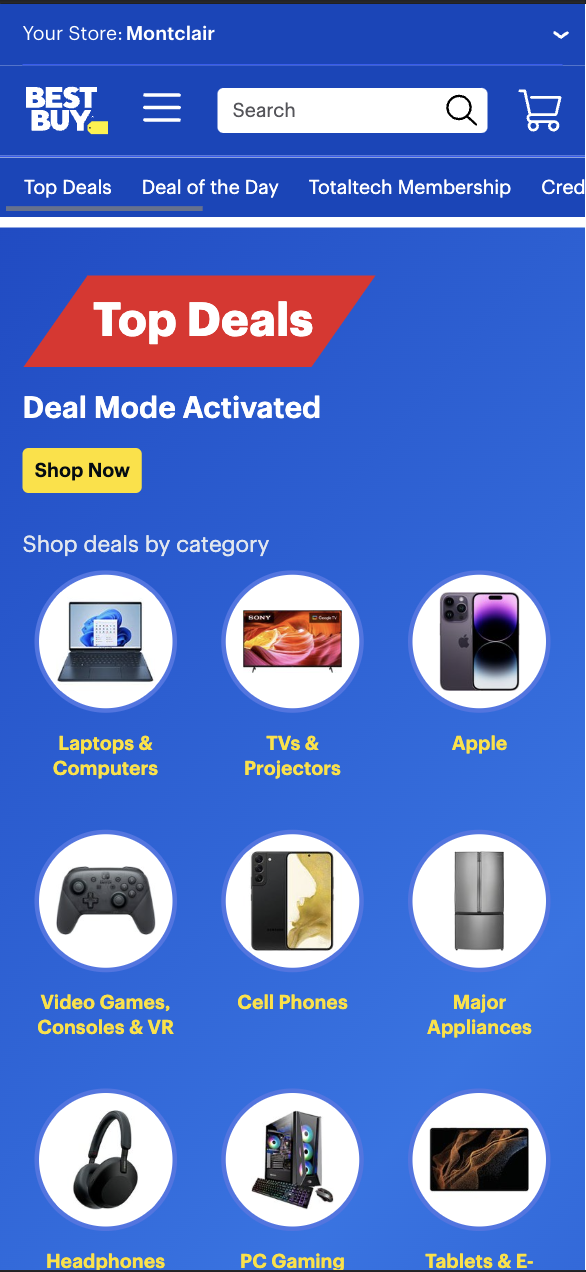 Your Store: Montclair
BEST
BUY
Search
Top Deals
Deal of the Day
Totaltech Membership
Cred
Top Deals
Deal Mode Activated
Shop Now
Shop deals by category
SONY
Google TV
Laptops &
Computers
TVs &
Projectors
Apple
Video Games,
Consoles & VR
Cell Phones
Major
Appliances
Headphones
PC Gaming
Tablets & E-